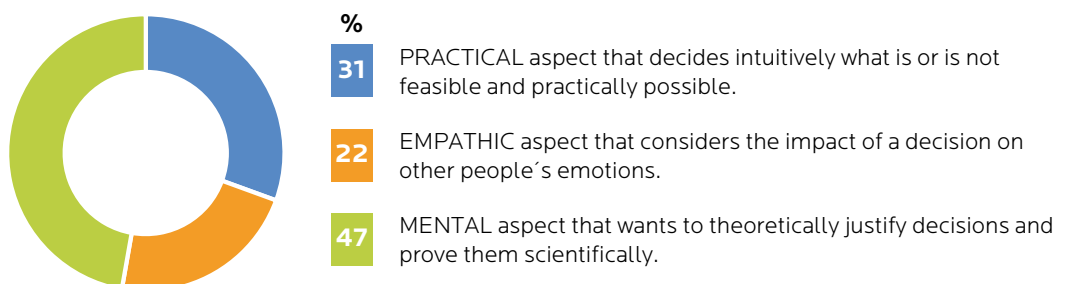 %
31
PRACTICAL aspect that decides intuitively what is or is not
feasible and practically possible.
22
EMPATHIC aspect that considers the impact of a decision on
other people´s emotions.
47
MENTAL aspect that wants to theoretically justify decisions and
prove them scientifically.